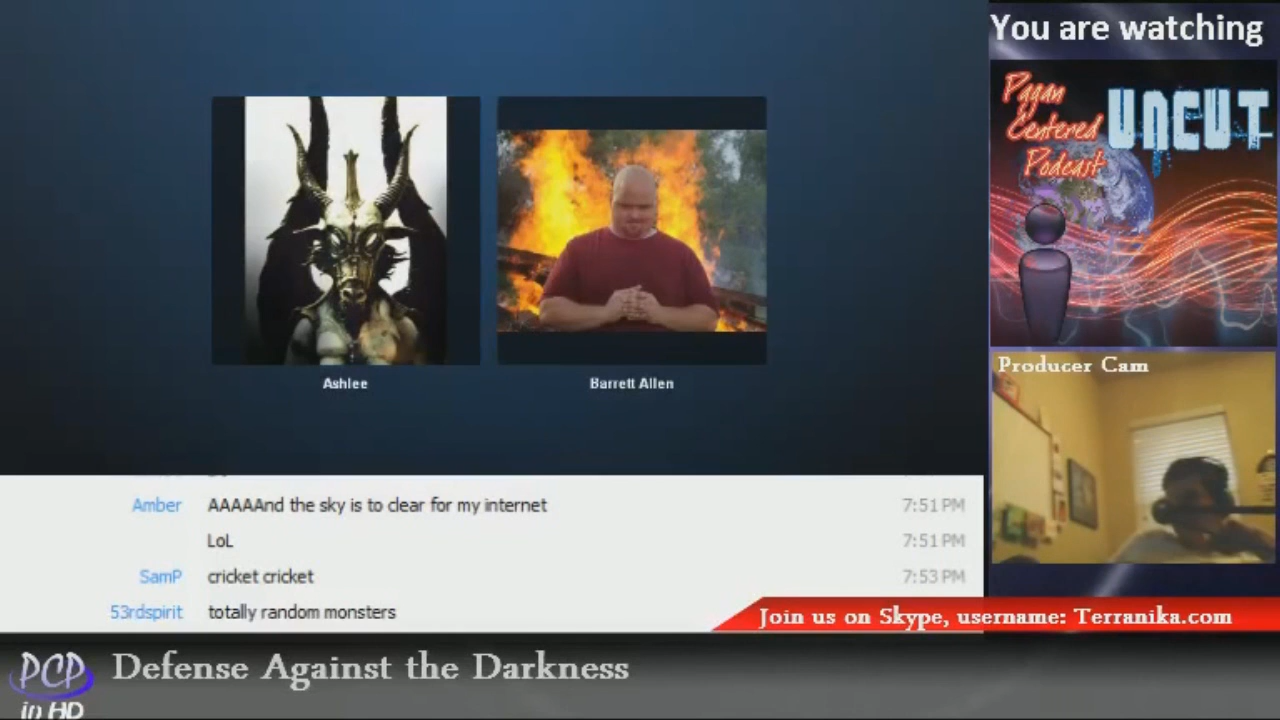 You are watching
Pagan
Centered
Podcast
UNCUT
Ashlee
Barrett Allen
Producer Cam
Amber AAAAAnd the sky is to clear for my internet 7:51 PM
LoL 7:51 PM
SamP cricket cricket 7:53 PM
53rdspirit totally random monsters
Join us on Skype, username: Terranika.com
PCP
in HD
Defense Against the Darkness